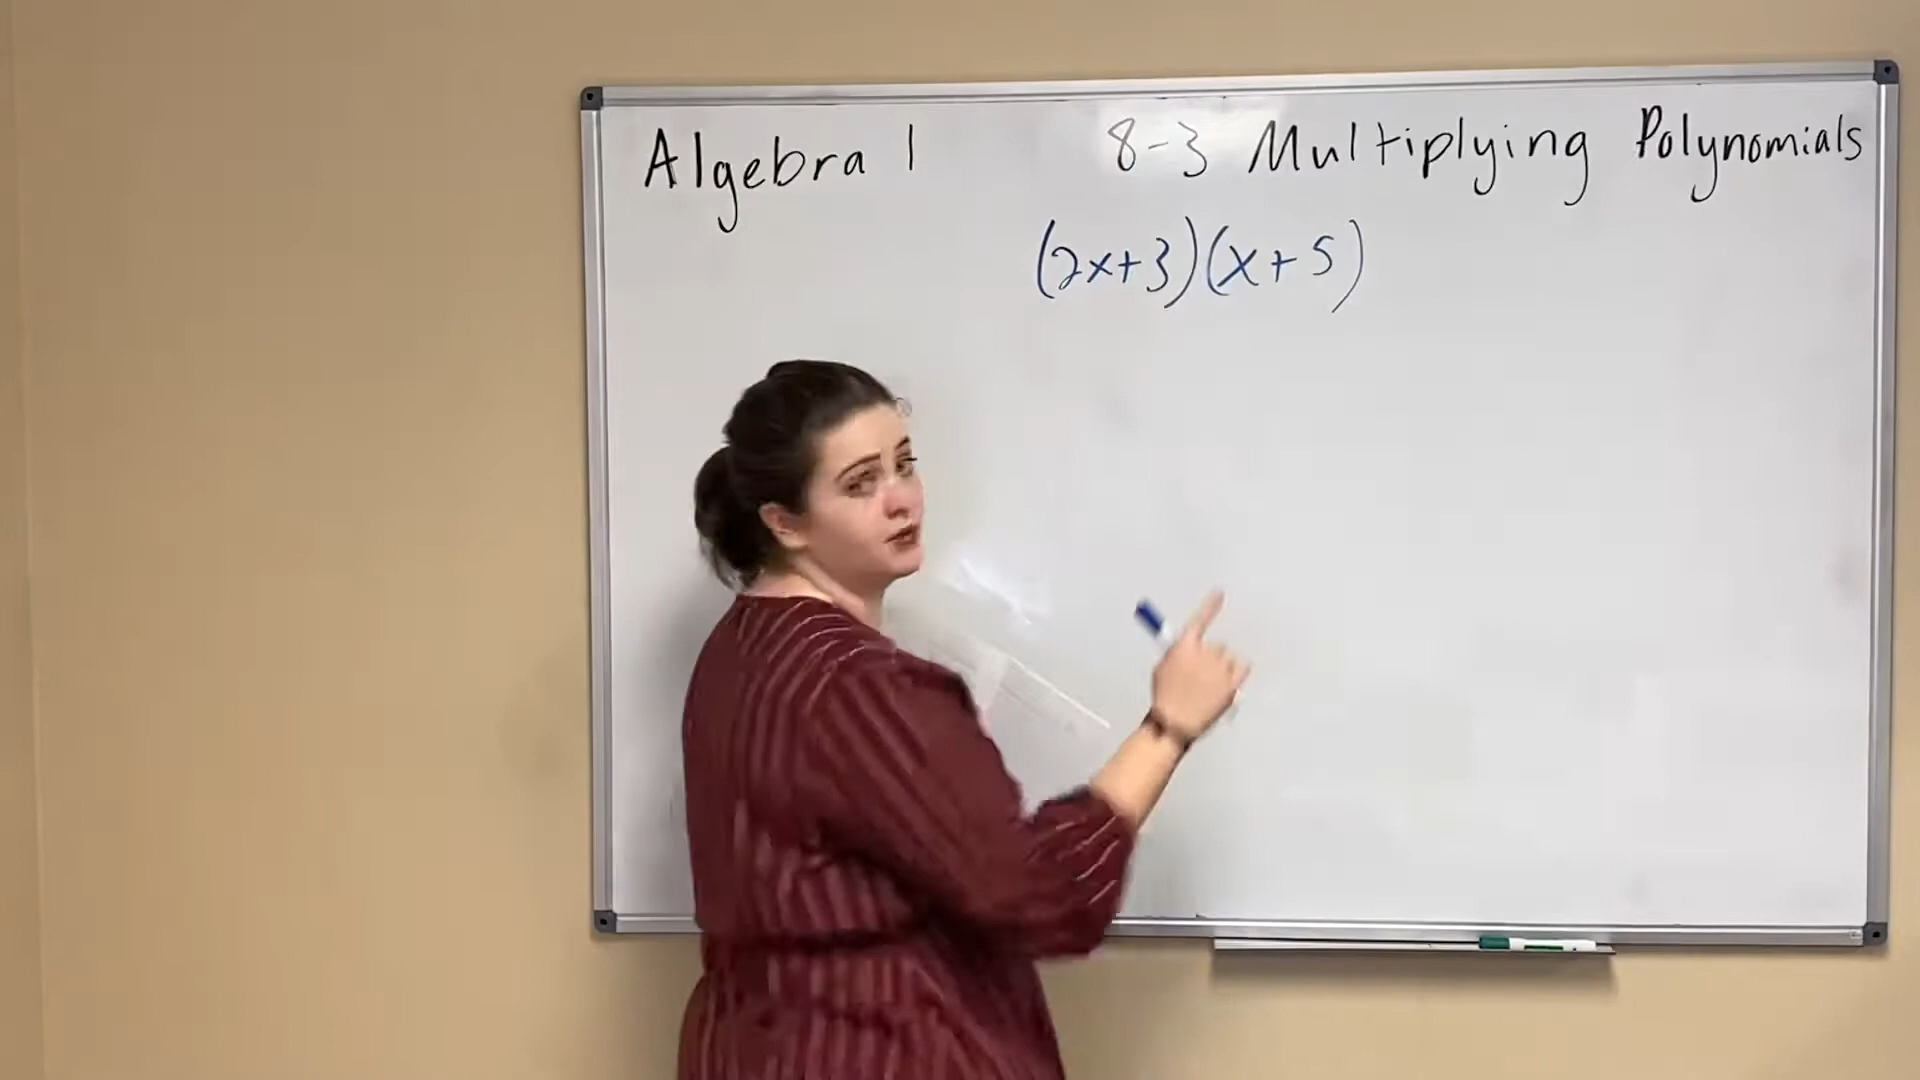 Algebra 1 8-3 Multiplying Polynomials
(2x+3)(x+5)